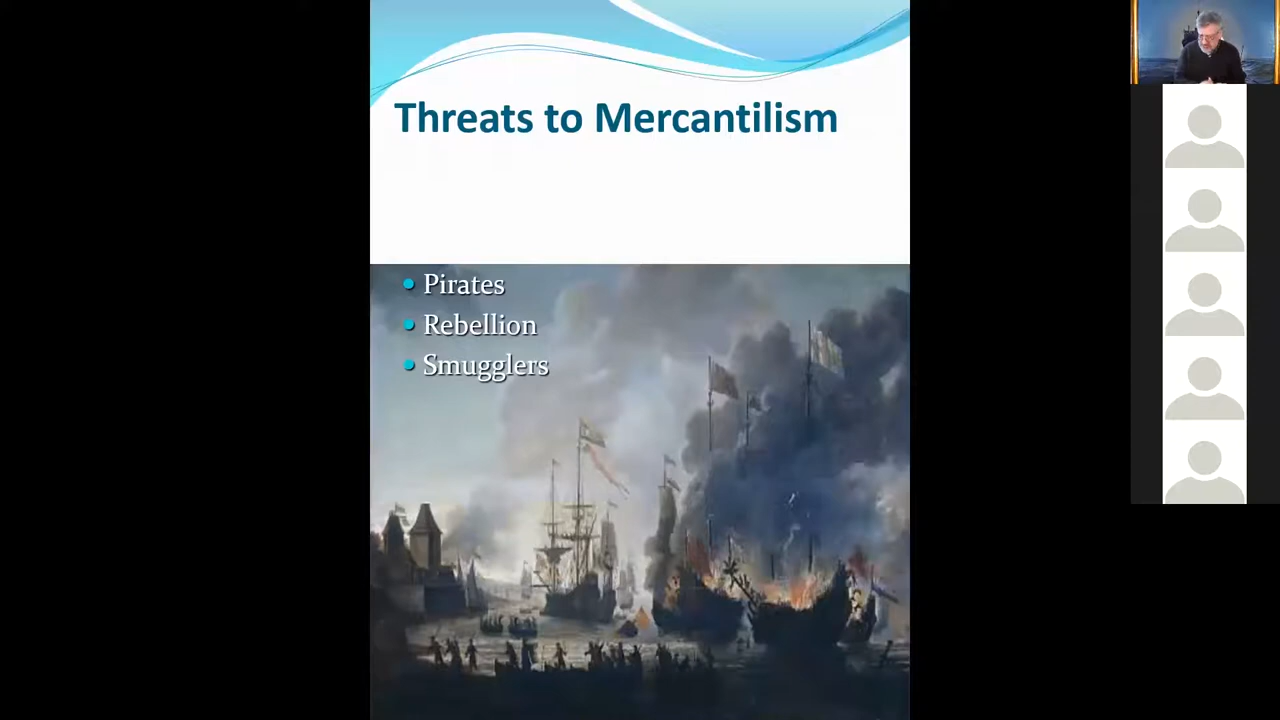 Threats to Mercantilism
• Pirates
• Rebellion
• Smugglers